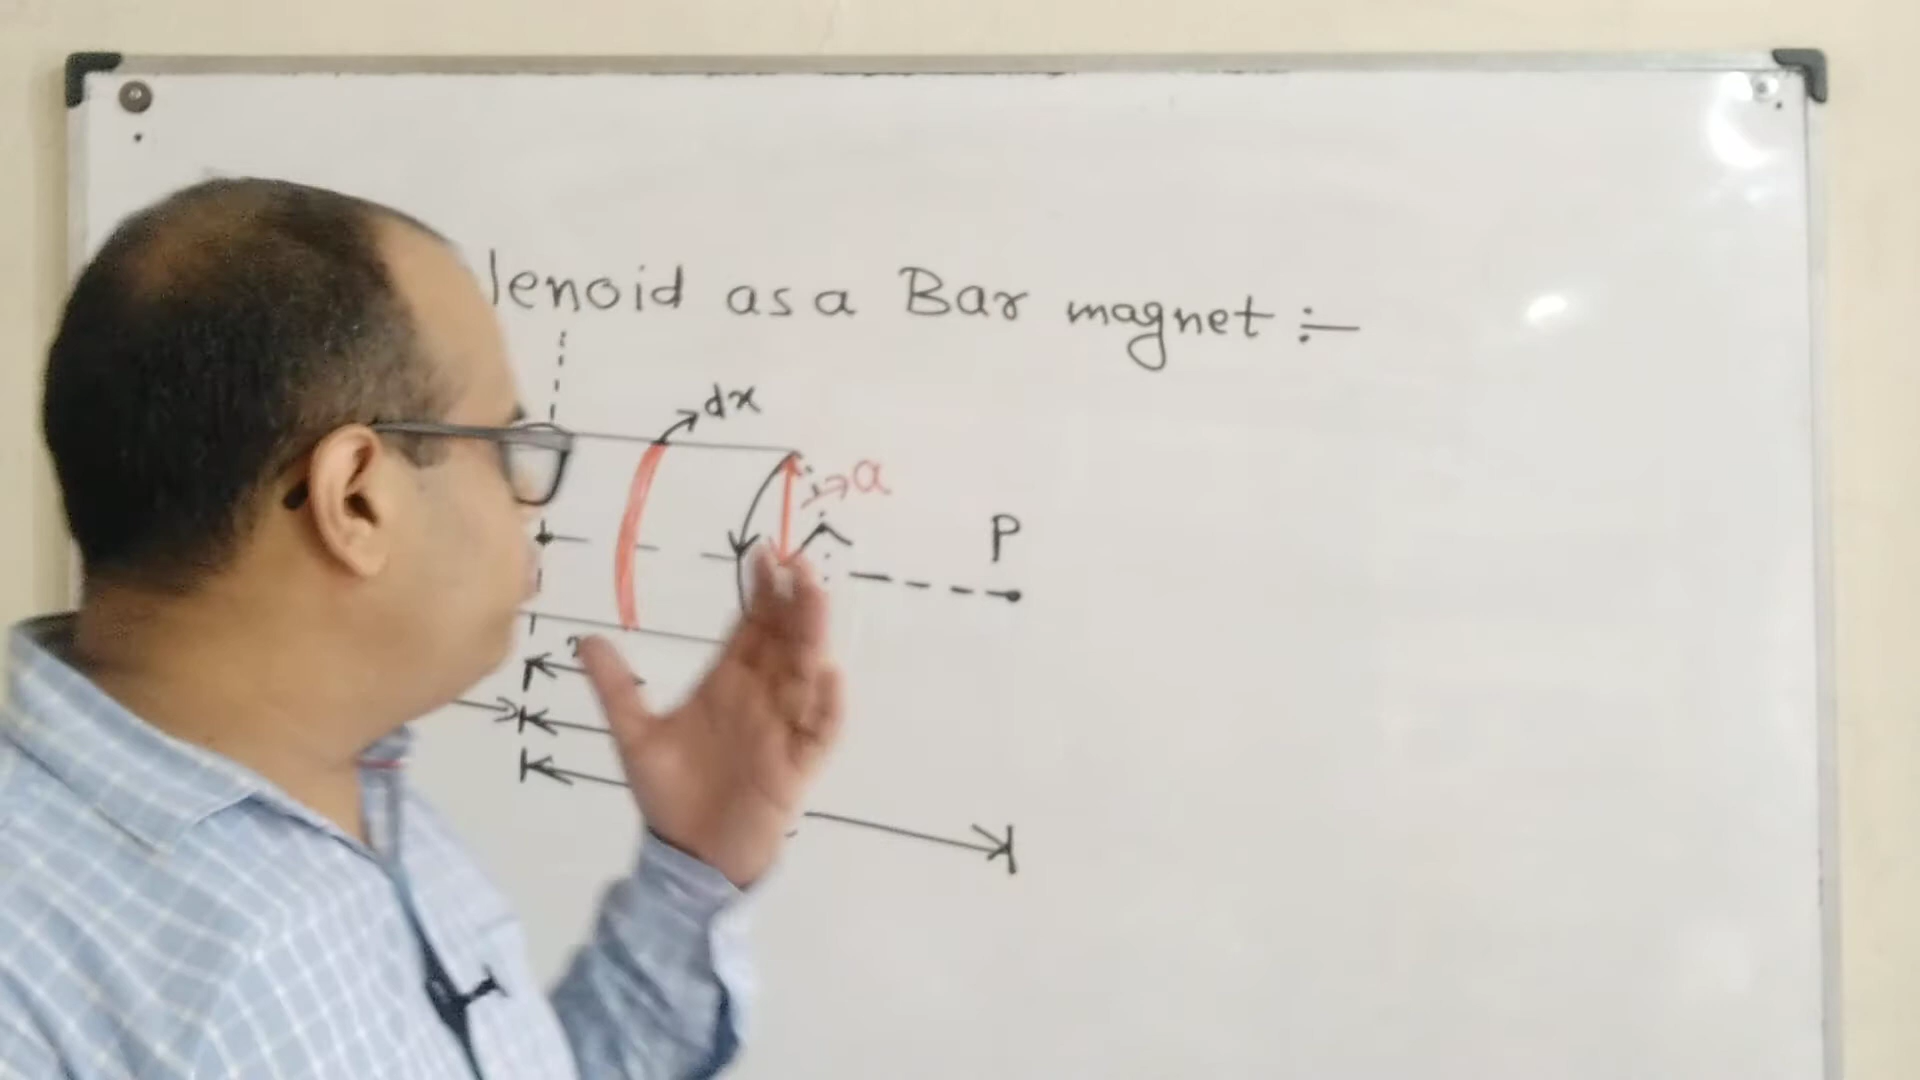 lenoid as a Bar magnet :-
dx
a
P
x